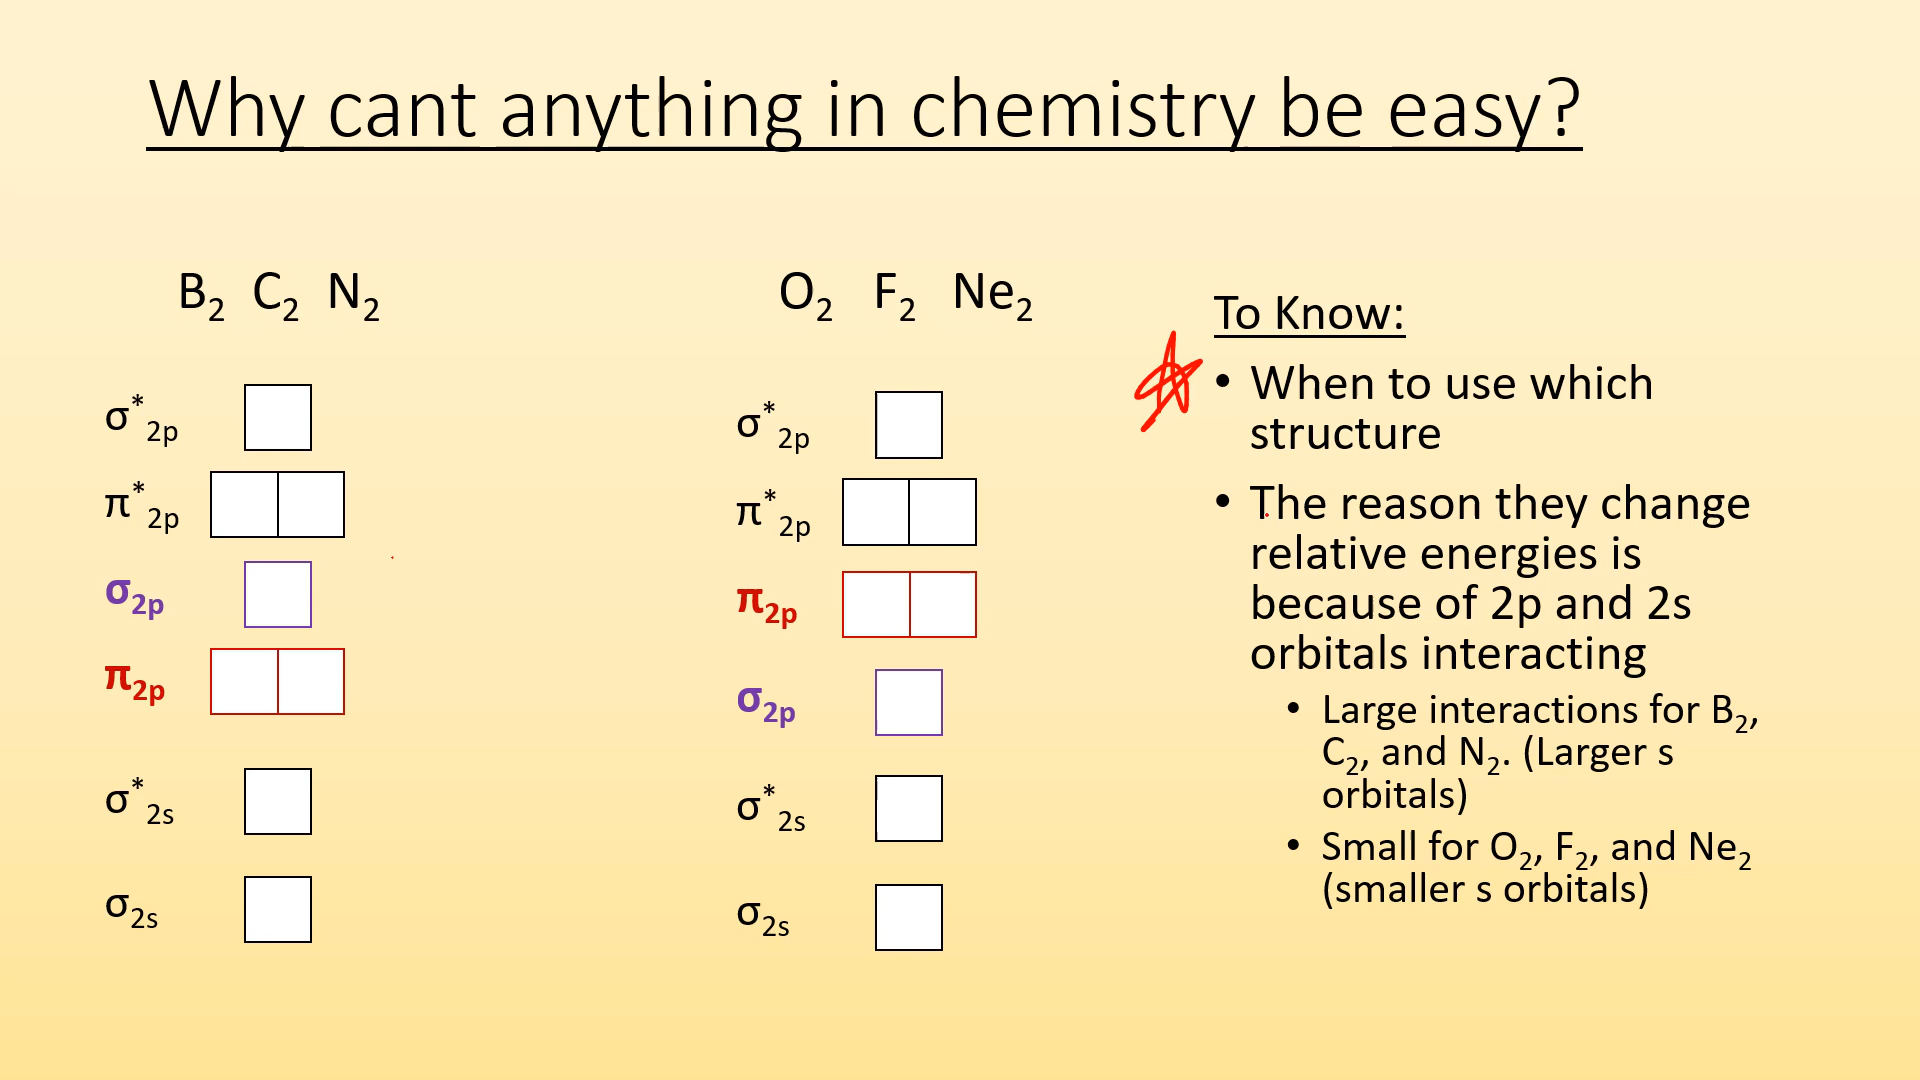 Why cant anything in chemistry be easy?
B₂ C₂ N₂
σ*₂p
π*₂p
σ₂p
π₂p
σ*₂s
σ₂s
O₂ F₂ Ne₂
σ*₂p
π*₂p
π₂p
σ₂p
σ*₂s
σ₂s
To Know:
• When to use which
structure
• The reason they change
relative energies is
because of 2p and 2s
orbitals interacting
• Large interactions for B₂,
C₂, and N₂. (Larger s
orbitals)
• Small for O₂, F₂, and Ne₂
(smaller s orbitals)